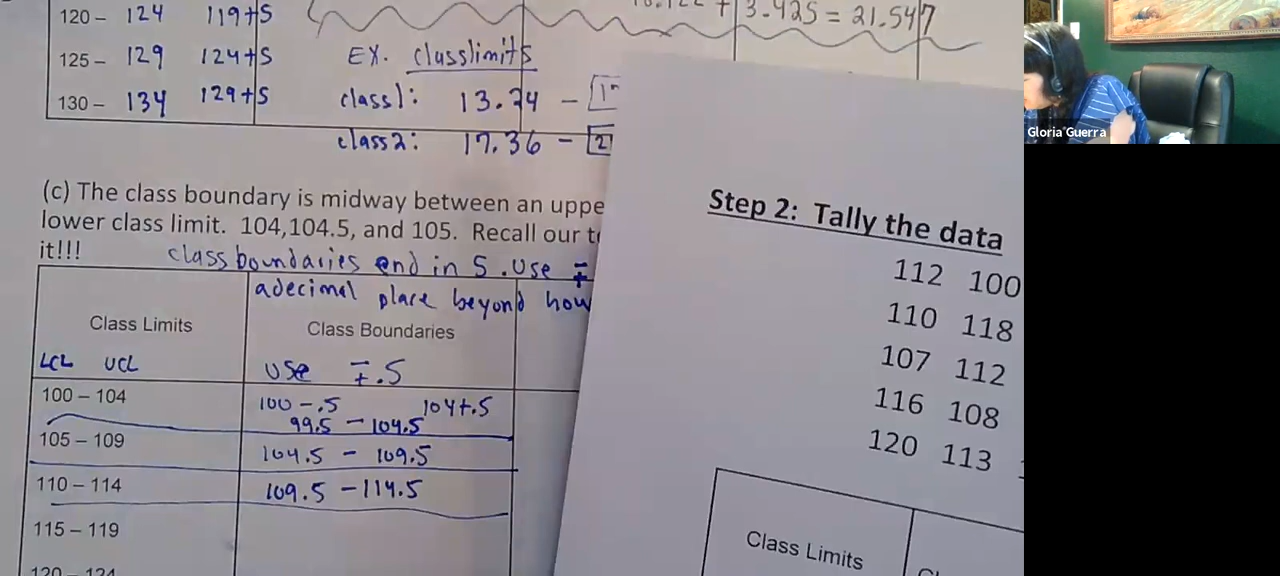 120 – 124 119+5
3.425 = 21.547
125 – 129 124+5
130 – 134 129+5
EX. classlimits
class1: 13.74 –
class2: 17.36 –
(c) The class boundary is midway between an uppe
lower class limit. 104,104.5, and 105. Recall our t
it!!! class boundaries end in 5. Use ∓
a decimal place beyond how
Class Limits Class Boundaries
LCL UCL use ∓.5
100 – 104 100-.5 104+.5
99.5 – 104.5
105 – 109 104.5 – 109.5
110 – 114 109.5 – 114.5
115 – 119
120 – 124
Step 2: Tally the data
112 100
110 118
107 112
116 108
120 113
Class Limits
Gloria Guerra